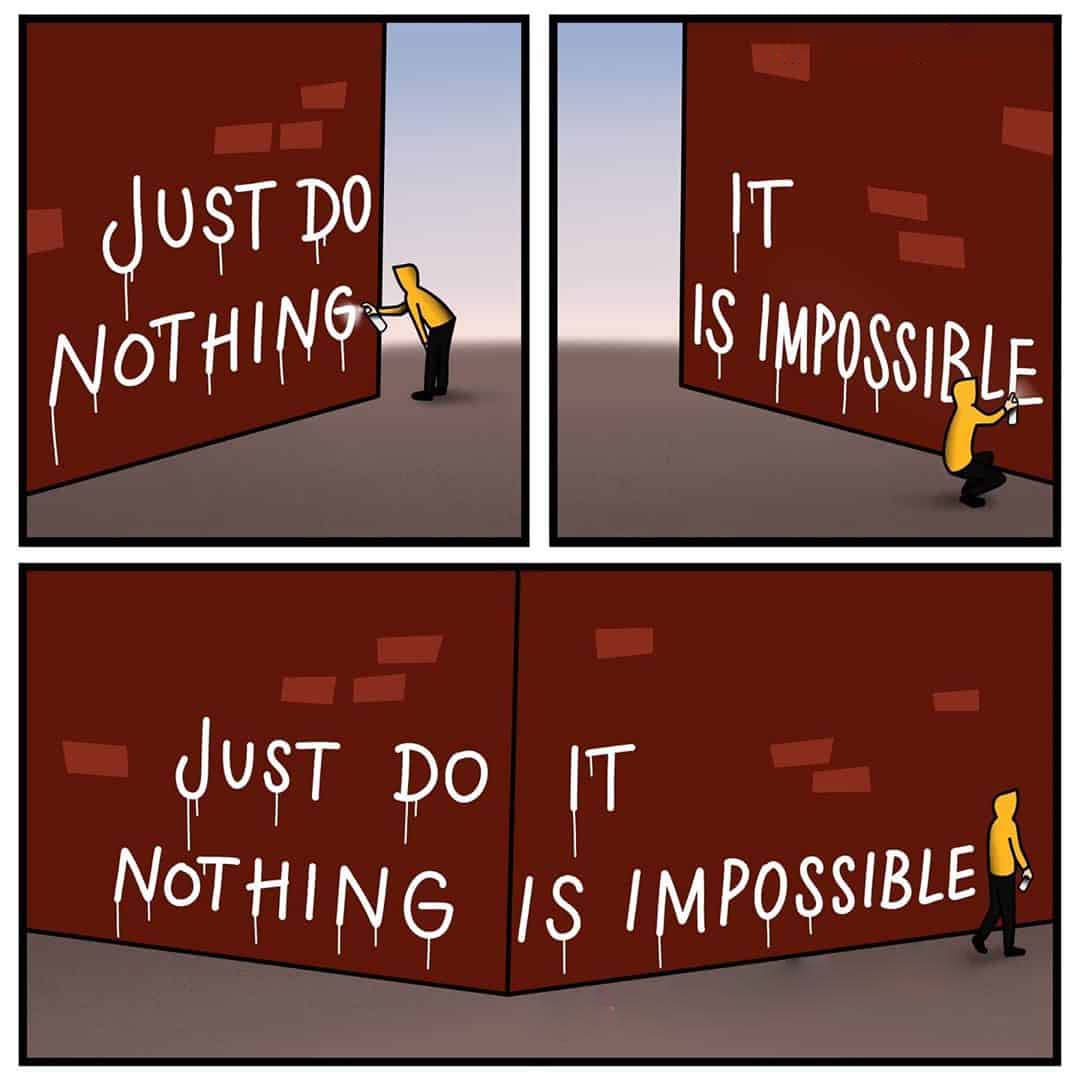 JUST DO
NOTHING
IT
IS IMPOSSIBLE
JUST DO IT
NOTHING IS IMPOSSIBLE